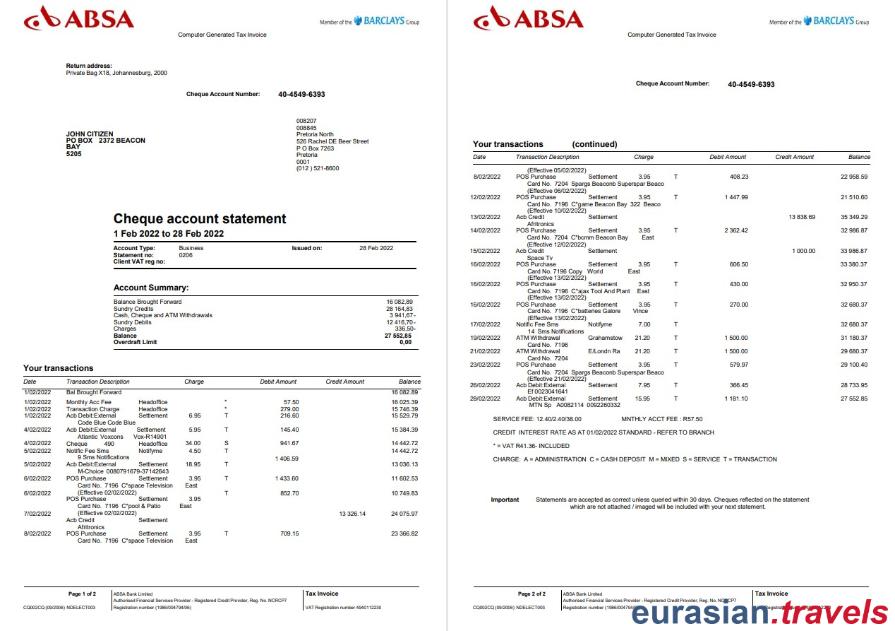 ABSA
Member of the BARCLAYS Group
Computer Generated Tax Invoice
Return address:
Private Bag X18, Johannesburg, 2000
Cheque Account Number: 40-4549-6393
JOHN CITIZEN
PO BOX 2372 BEACON
BAY
5205
008207
008845
Pretoria North
526 Rachel DE Beer Street
P O Box 7263
Pretoria
0001
(012 ) 521-8600
Cheque account statement
1 Feb 2022 to 28 Feb 2022
Account Type: Business Issued on: 28 Feb 2022
Statement no: 0206
Client VAT reg no:
Account Summary:
Balance Brought Forward 16 082,89
Sundry Credits 28 164,83
Cash, Cheque and ATM Withdrawals 3 941,67-
Sundry Debits 12 416,70-
Charges 336,50-
Balance 27 552,85
Overdraft Limit 0,00
Your transactions
Date Transaction Description Charge Debit Amount Credit Amount Balance
1/02/2022 Bal Brought Forward 16 082.89
1/02/2022 Monthly Acc Fee Headoffice * 57.50 16 025.39
1/02/2022 Transaction Charge Headoffice * 279.00 15 746.39
1/02/2022 Acb Debit:External Settlement 6.95 T 216.60 15 529.79
Code Blue Code Blue
4/02/2022 Acb Debit:External Settlement 5.95 T 145.40 15 384.39
Atlantic Voxcons Vox-R14901
4/02/2022 Cheque 490 Headoffice 34.00 S 941.67 14 442.72
5/02/2022 Notific Fee Sms Notifyme 4.50 T 14 442.72
9 Sms Notifications 1 406.59
5/02/2022 Acb Debit:External Settlement 18.95 T 13 036.13
M-Choice 0080791679-37142643
6/02/2022 POS Purchase Settlement 3.95 T 1 433.60 11 602.53
Card No. 7196 C*space Television East
6/02/2022 (Effective 02/02/2022) T 852.70 10 749.83
POS Purchase Settlement 3.95
Card No. 7196 C*pool & Patio East
7/02/2022 (Effective 02/02/2022) 13 326.14 24 075.97
Acb Credit Settlement
Afritronics
8/02/2022 POS Purchase Settlement 3.95 T 709.15 23 366.82
Card No. 7196 C*space Television East
Page 1 of 2
ABSA Bank Limited
Authorised Financial Services Provider - Registered Credit Provider, Reg. No. NCRCP7
Registration number (1986/004794/06)
Tax Invoice
VAT Registration number 4940112230
ABSA
Member of the BARCLAYS Group
Computer Generated Tax Invoice
Cheque Account Number: 40-4549-6393
Your transactions (continued)
Date Transaction Description Charge Debit Amount Credit Amount Balance
(Effective 05/02/2022)
8/02/2022 POS Purchase Settlement 3.95 T 408.23 22 958.59
Card No. 7204 Spargs Beaconb Superspar Beaco
(Effective 06/02/2022)
12/02/2022 POS Purchase Settlement 3.95 T 1 447.99 21 510.60
Card No. 7196 C*game Beacon Bay 322 Beaco
(Effective 10/02/2022)
13/02/2022 Acb Credit Settlement 13 838.69 35 349.29
Afritronics
14/02/2022 POS Purchase Settlement 3.95 T 2 362.42 32 986.87
Card No. 7204 C*bomm Beacon Bay East
(Effective 12/02/2022)
15/02/2022 Acb Credit Settlement 1 000.00 33 986.87
Space Tv
16/02/2022 POS Purchase Settlement 3.95 T 606.50 33 380.37
Card No. 7196 Copy World East
(Effective 13/02/2022)
16/02/2022 POS Purchase Settlement 3.95 T 430.00 32 950.37
Card No. 7196 C*ajax Tool And Plant East
(Effective 13/02/2022)
16/02/2022 POS Purchase Settlement 3.95 T 270.00 32 680.37
Card No. 7196 C*batteries Galore Vince
(Effective 13/02/2022)
17/02/2022 Notific Fee Sms Notifyme 7.00 T 32 680.37
14 Sms Notifications
19/02/2022 ATM Withdrawal Grahamstow 21.20 T 1 500.00 31 180.37
Card No. 7196
21/02/2022 ATM Withdrawal E/Londn Ra 21.20 T 1 500.00 29 680.37
Card No. 7204
23/02/2022 POS Purchase Settlement 3.95 T 579.97 29 100.40
Card No. 7204 Spargs Beaconb Superspar Beaco
(Effective 21/02/2022)
26/02/2022 Acb Debit:External Settlement 7.95 T 366.45 28 733.95
Ef0023041641
28/02/2022 Acb Debit:External Settlement 15.95 T 1 181.10 27 552.85
MTN Sp A0082114 0092260332
SERVICE FEE: 12.40/2.40/38.00 MNTHLY ACCT FEE : R57.50
CREDIT INTEREST RATE AS AT 01/02/2022 STANDARD - REFER TO BRANCH
* = VAT R41.36- INCLUDED
CHARGE: A = ADMINISTRATION C = CASH DEPOSIT M = MIXED S = SERVICE T = TRANSACTION
Important Statements are accepted as correct unless queried within 30 days. Cheques reflected on the statement
which are not attached / imaged will be included with your next statement.
Page 2 of 2
ABSA Bank Limited
Authorised Financial Services Provider - Registered Credit Provider, Reg. No.
Tax Invoice
eurasian.travels